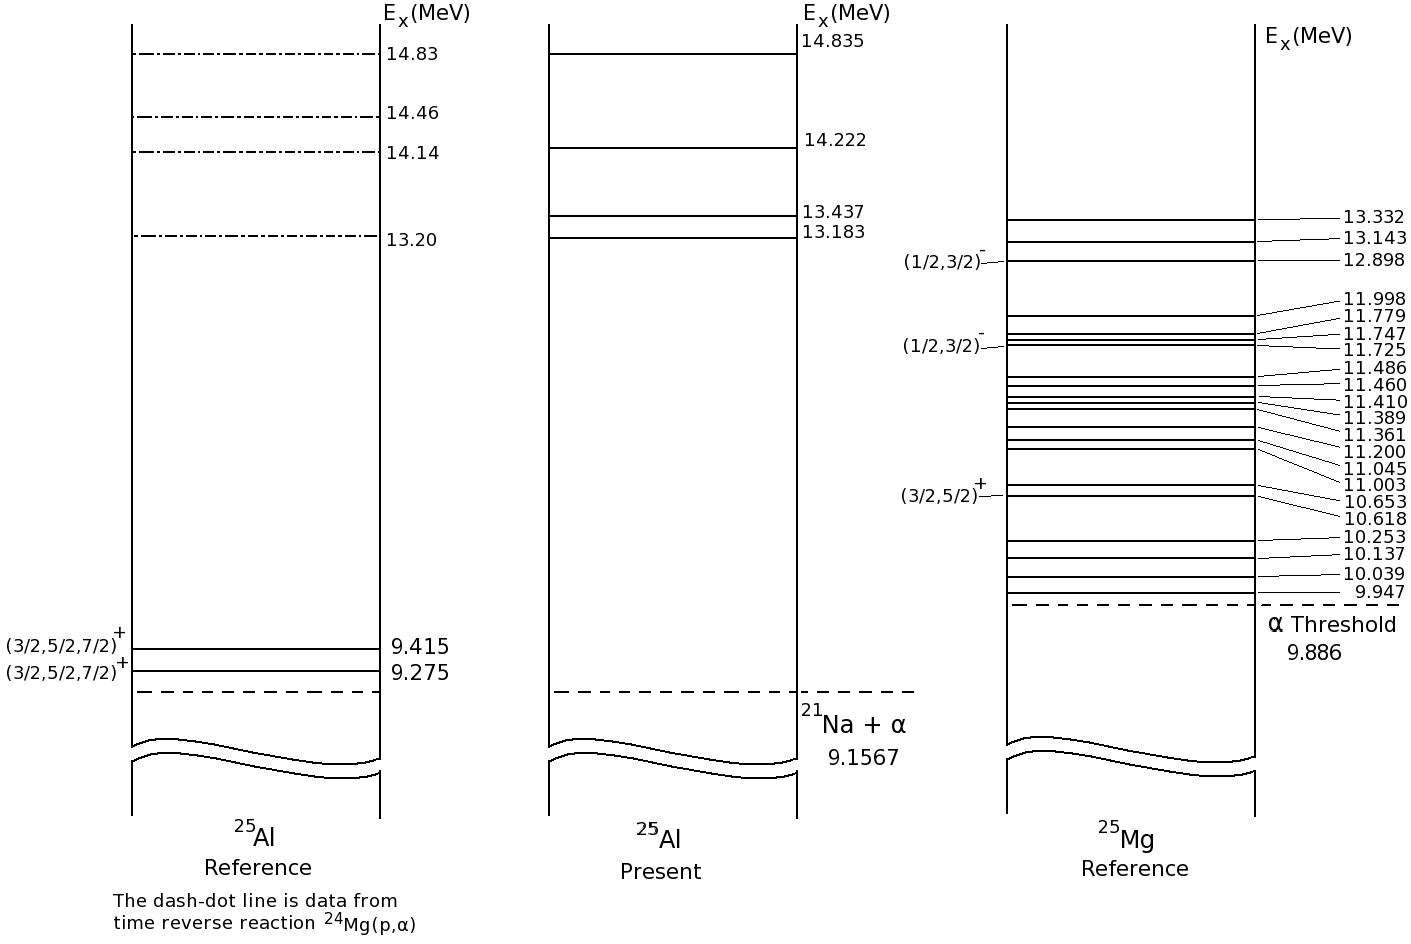 Eₓ(MeV)
14.83
14.46
14.14
13.20
(3/2,5/2,7/2)⁺
9.415
(3/2,5/2,7/2)⁺
9.275
²⁵Al
Reference
The dash-dot line is data from
time reverse reaction ²⁴Mg(p,α)
Eₓ(MeV)
14.835
14.222
13.437
13.183
²¹Na + α
9.1567
²⁵Al
Present
Eₓ(MeV)
13.332
13.143
(1/2,3/2)⁻
12.898
11.998
11.779
11.747
(1/2,3/2)⁻
11.725
11.486
11.460
11.410
11.389
11.361
11.200
11.045
11.003
10.653
(3/2,5/2)⁺
10.618
10.253
10.137
10.039
9.947
α Threshold
9.886
²⁵Mg
Reference